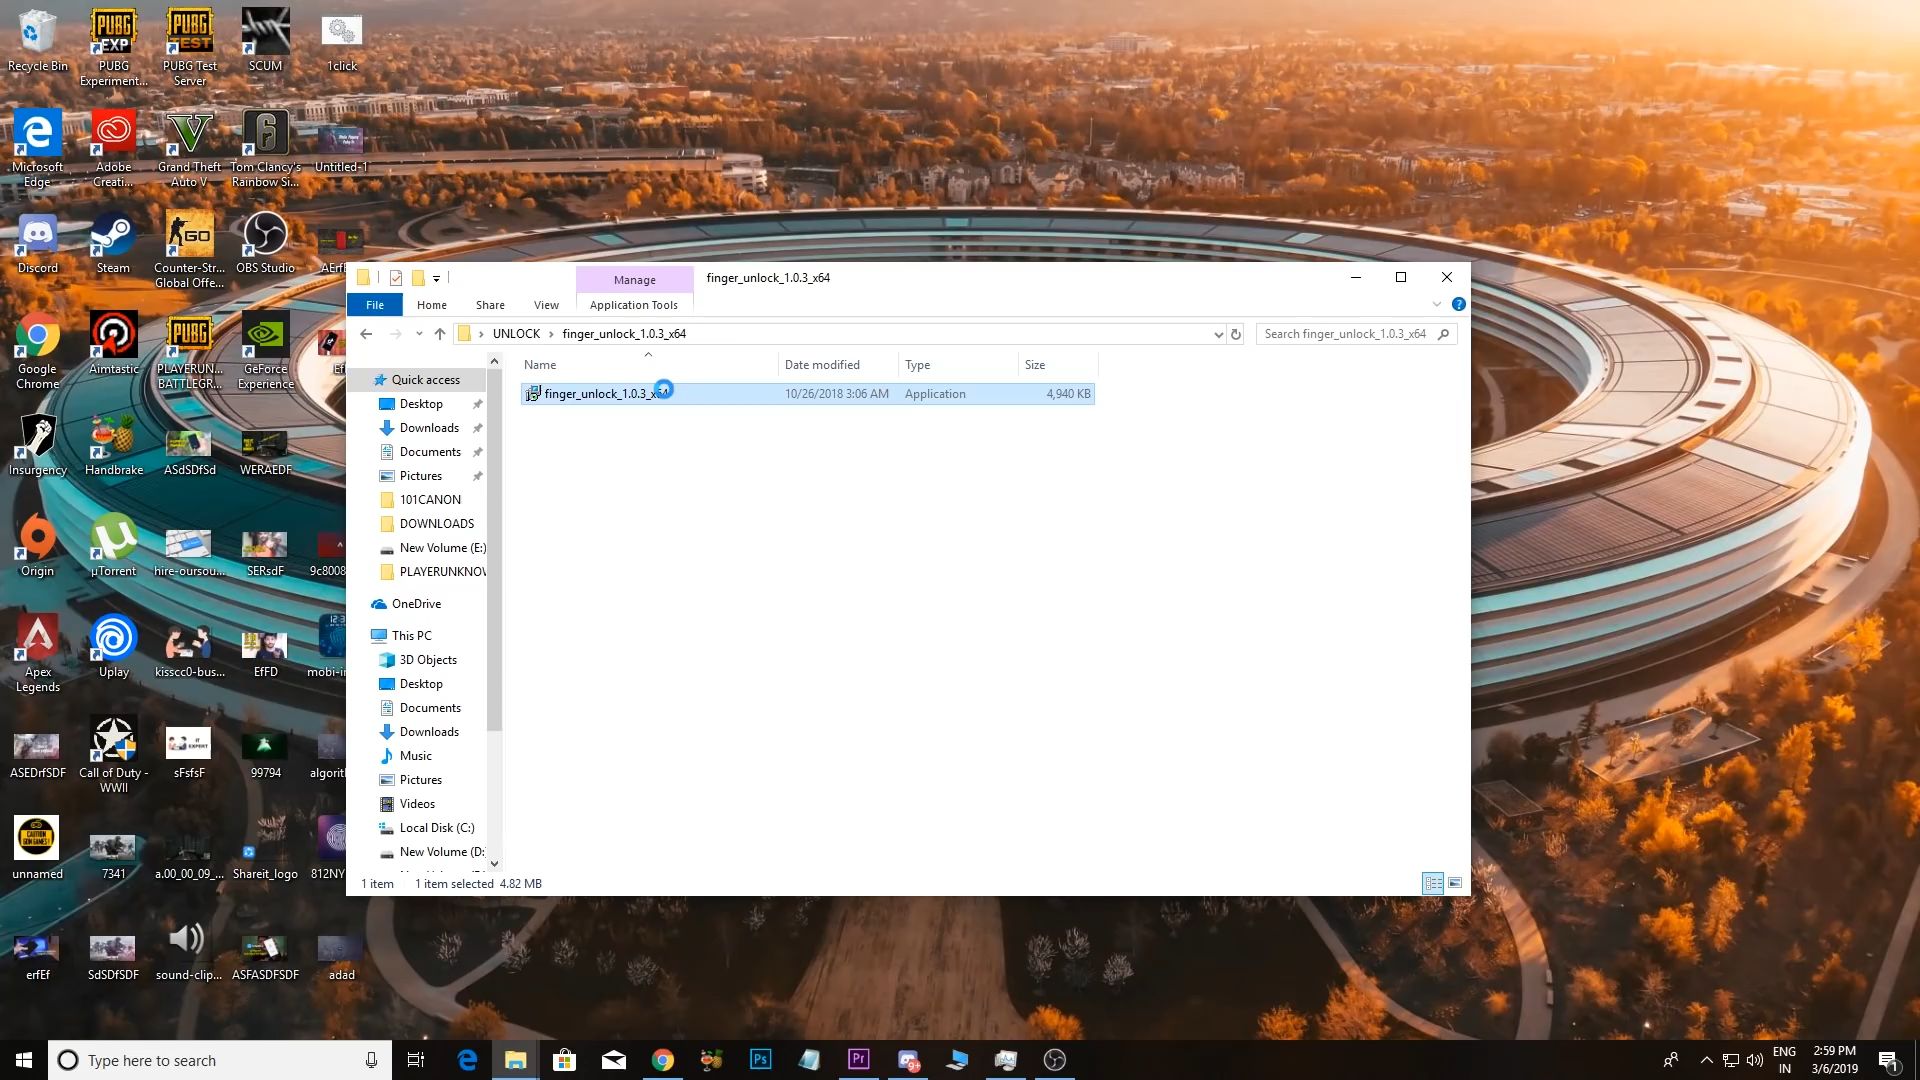 Recycle Bin
PUBG
Experiment...
PUBG Test
Server
SCUM
1click
Microsoft
Edge
Adobe
Creati...
Grand Theft
Auto V
Tom Clancy's
Rainbow Si...
Untitled-1
Discord
Steam
Counter-Str...
Global Offe...
OBS Studio
Google
Chrome
Aimtastic
PLAYERUN...
BATTLEGR...
GeForce
Experience
Insurgency
Handbrake
ASdSDfSd
WERAEDF
Origin
µTorrent
hire-oursou...
SERsdF
9c8008
Apex
Legends
Uplay
kisscc0-bus...
EfFD
mobi-i
ASEDrfSDF
Call of Duty -
WWII
sFsfsF
99794
algorit
unnamed
7341
a.00_00_09_...
Shareit_logo
812NY
erfEf
SdSDfSDF
sound-clip...
ASFASDFSDF
adad
Manage
finger_unlock_1.0.3_x64
File
Home
Share
View
Application Tools
UNLOCK
finger_unlock_1.0.3_x64
Search finger_unlock_1.0.3_x64
Name
Date modified
Type
Size
finger_unlock_1.0.3_x64
10/26/2018 3:06 AM
Application
4,940 KB
Quick access
Desktop
Downloads
Documents
Pictures
101CANON
DOWNLOADS
New Volume (E:)
PLAYERUNKNOW
OneDrive
This PC
3D Objects
Desktop
Documents
Downloads
Music
Pictures
Videos
Local Disk (C:)
New Volume (D:
1 item
1 item selected
4.82 MB
Type here to search
ENG
IN
2:59 PM
3/6/2019